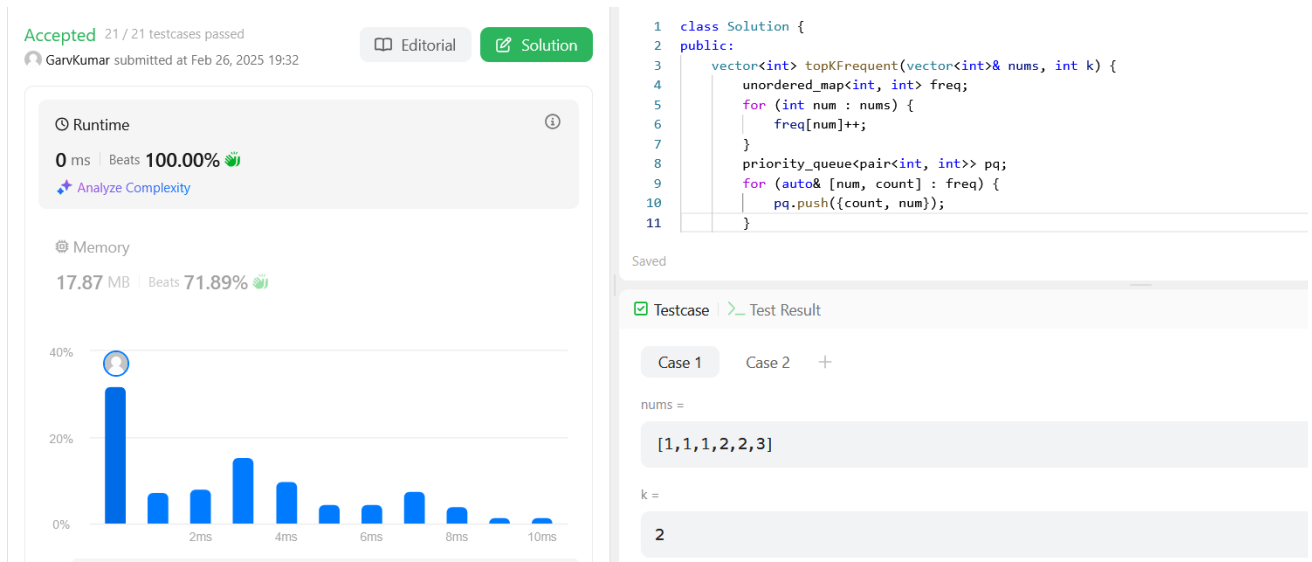 Accepted 21 / 21 testcases passed
GarvKumar submitted at Feb 26, 2025 19:32
Editorial
Solution
Runtime
0 ms Beats 100.00%
Analyze Complexity
Memory
17.87 MB Beats 71.89%
40%
20%
0%
2ms 4ms 6ms 8ms 10ms
1 class Solution {
2 public:
3 vector<int> topKFrequent(vector<int>& nums, int k) {
4 unordered_map<int, int> freq;
5 for (int num : nums) {
6 freq[num]++;
7 }
8 priority_queue<pair<int, int>> pq;
9 for (auto& [num, count] : freq) {
10 pq.push({count, num});
11 }
Saved
Testcase >_ Test Result
Case 1 Case 2 +
nums =
[1,1,1,2,2,3]
k =
2